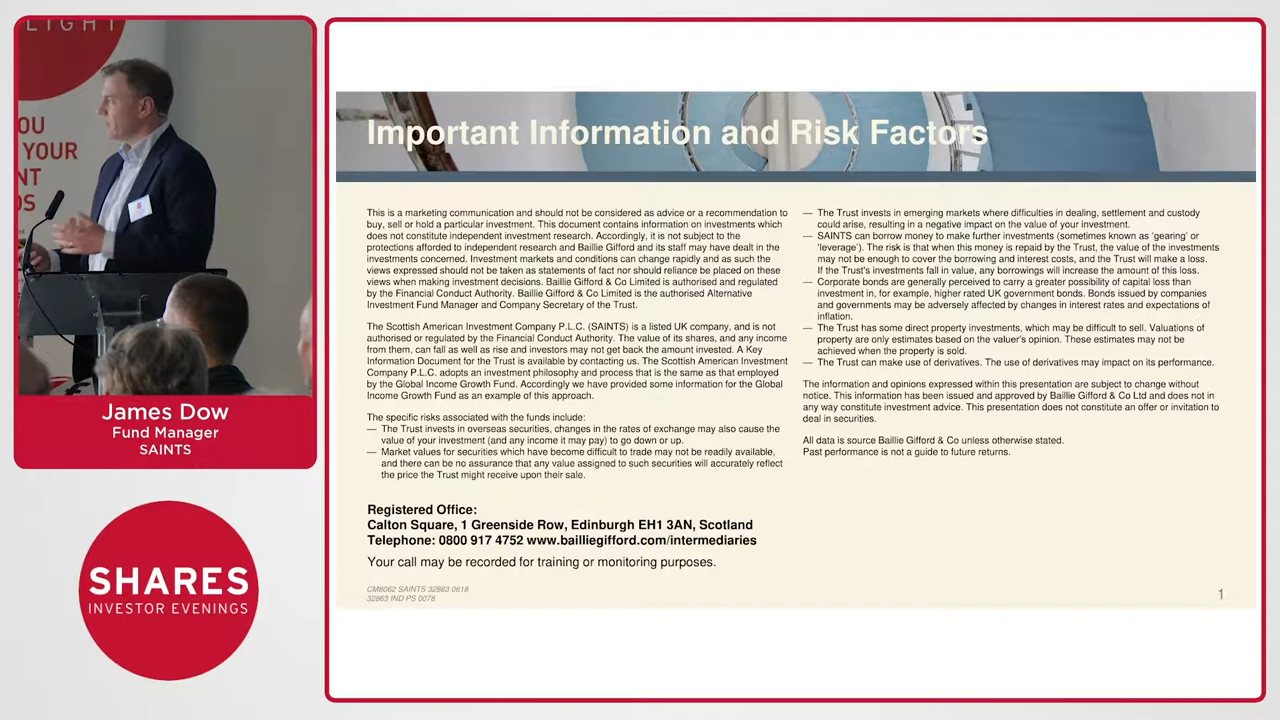 LIGHT
OU
YOUR
NT
DS
James Dow
Fund Manager
SAINTS
SHARES
INVESTOR EVENINGS
Important Information and Risk Factors
This is a marketing communication and should not be considered as advice or a recommendation to
buy, sell or hold a particular investment. This document contains information on investments which
does not constitute independent investment research. Accordingly, it is not subject to the
protections afforded to independent research and Baillie Gifford and its staff may have dealt in the
investments concerned. Investment markets and conditions can change rapidly and as such the
views expressed should not be taken as statements of fact nor should reliance be placed on these
views when making investment decisions. Baillie Gifford & Co Limited is authorised and regulated
by the Financial Conduct Authority. Baillie Gifford & Co Limited is the authorised Alternative
Investment Fund Manager and Company Secretary of the Trust.
The Scottish American Investment Company P.L.C. (SAINTS) is a listed UK company, and is not
authorised or regulated by the Financial Conduct Authority. The value of its shares, and any income
from them, can fall as well as rise and investors may not get back the amount invested. A Key
Information Document for the Trust is available by contacting us. The Scottish American Investment
Company P.L.C. adopts an investment philosophy and process that is the same as that employed
by the Global Income Growth Fund. Accordingly we have provided some information for the Global
Income Growth Fund as an example of this approach.
The specific risks associated with the funds include:
— The Trust invests in overseas securities, changes in the rates of exchange may also cause the
value of your investment (and any income it may pay) to go down or up.
— Market values for securities which have become difficult to trade may not be readily available,
and there can be no assurance that any value assigned to such securities will accurately reflect
the price the Trust might receive upon their sale.
— The Trust invests in emerging markets where difficulties in dealing, settlement and custody
could arise, resulting in a negative impact on the value of your investment.
— SAINTS can borrow money to make further investments (sometimes known as 'gearing' or
'leverage'). The risk is that when this money is repaid by the Trust, the value of the investments
may not be enough to cover the borrowing and interest costs, and the Trust will make a loss.
If the Trust's investments fall in value, any borrowings will increase the amount of this loss.
— Corporate bonds are generally perceived to carry a greater possibility of capital loss than
investment in, for example, higher rated UK government bonds. Bonds issued by companies
and governments may be adversely affected by changes in interest rates and expectations of
inflation.
— The Trust has some direct property investments, which may be difficult to sell. Valuations of
property are only estimates based on the valuer's opinion. These estimates may not be
achieved when the property is sold.
— The Trust can make use of derivatives. The use of derivatives may impact on its performance.
The information and opinions expressed within this presentation are subject to change without
notice. This information has been issued and approved by Baillie Gifford & Co Ltd and does not in
any way constitute investment advice. This presentation does not constitute an offer or invitation to
deal in securities.
All data is source Baillie Gifford & Co unless otherwise stated.
Past performance is not a guide to future returns.
Registered Office:
Calton Square, 1 Greenside Row, Edinburgh EH1 3AN, Scotland
Telephone: 0800 917 4752 www.bailliegifford.com/intermediaries
Your call may be recorded for training or monitoring purposes.
CM8062 SAINTS 32863 0618
32863 IND PS 0078
1